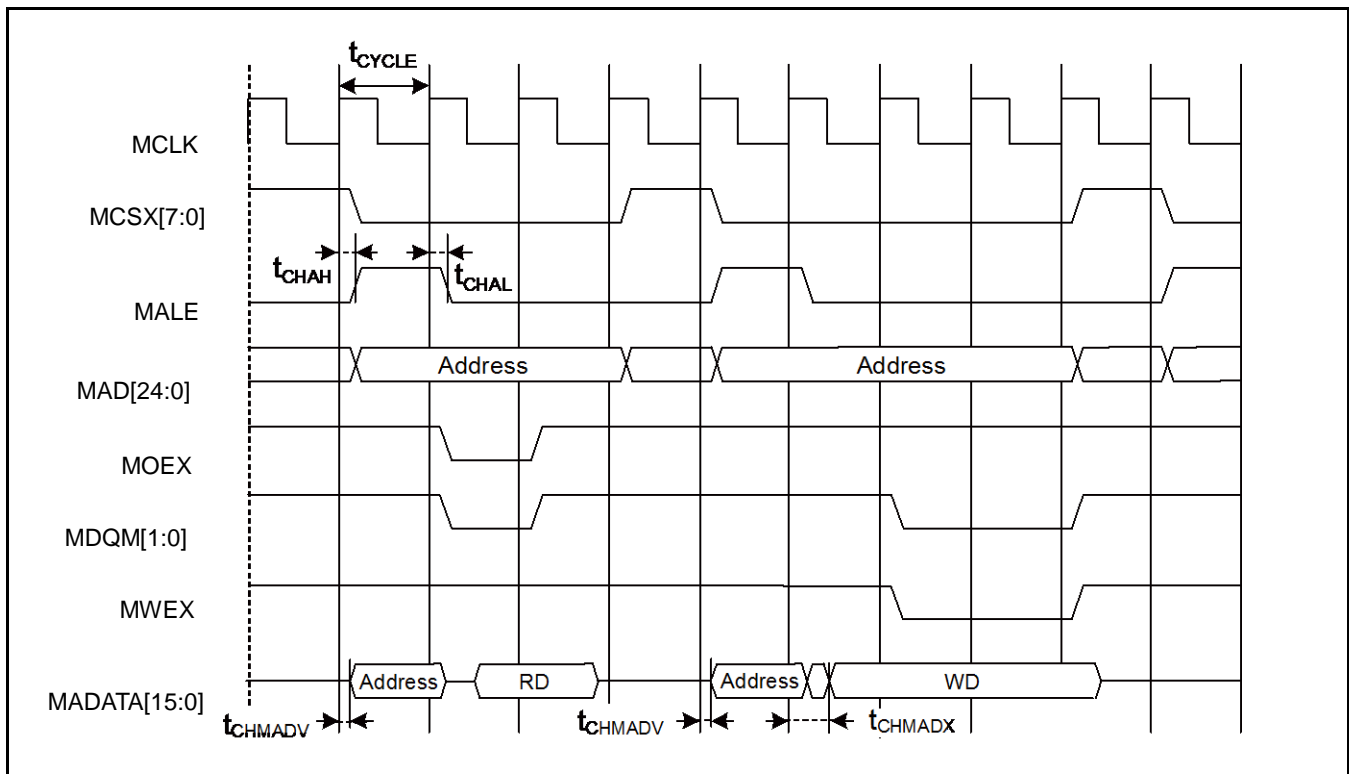 tCYCLE
MCLK
MCSX[7:0]
tCHAH
tCHAL
MALE
Address
Address
MAD[24:0]
MOEX
MDQM[1:0]
MWEX
Address
RD
Address
WD
MADATA[15:0]
tCHMADV
tCHMADV
tCHMADX